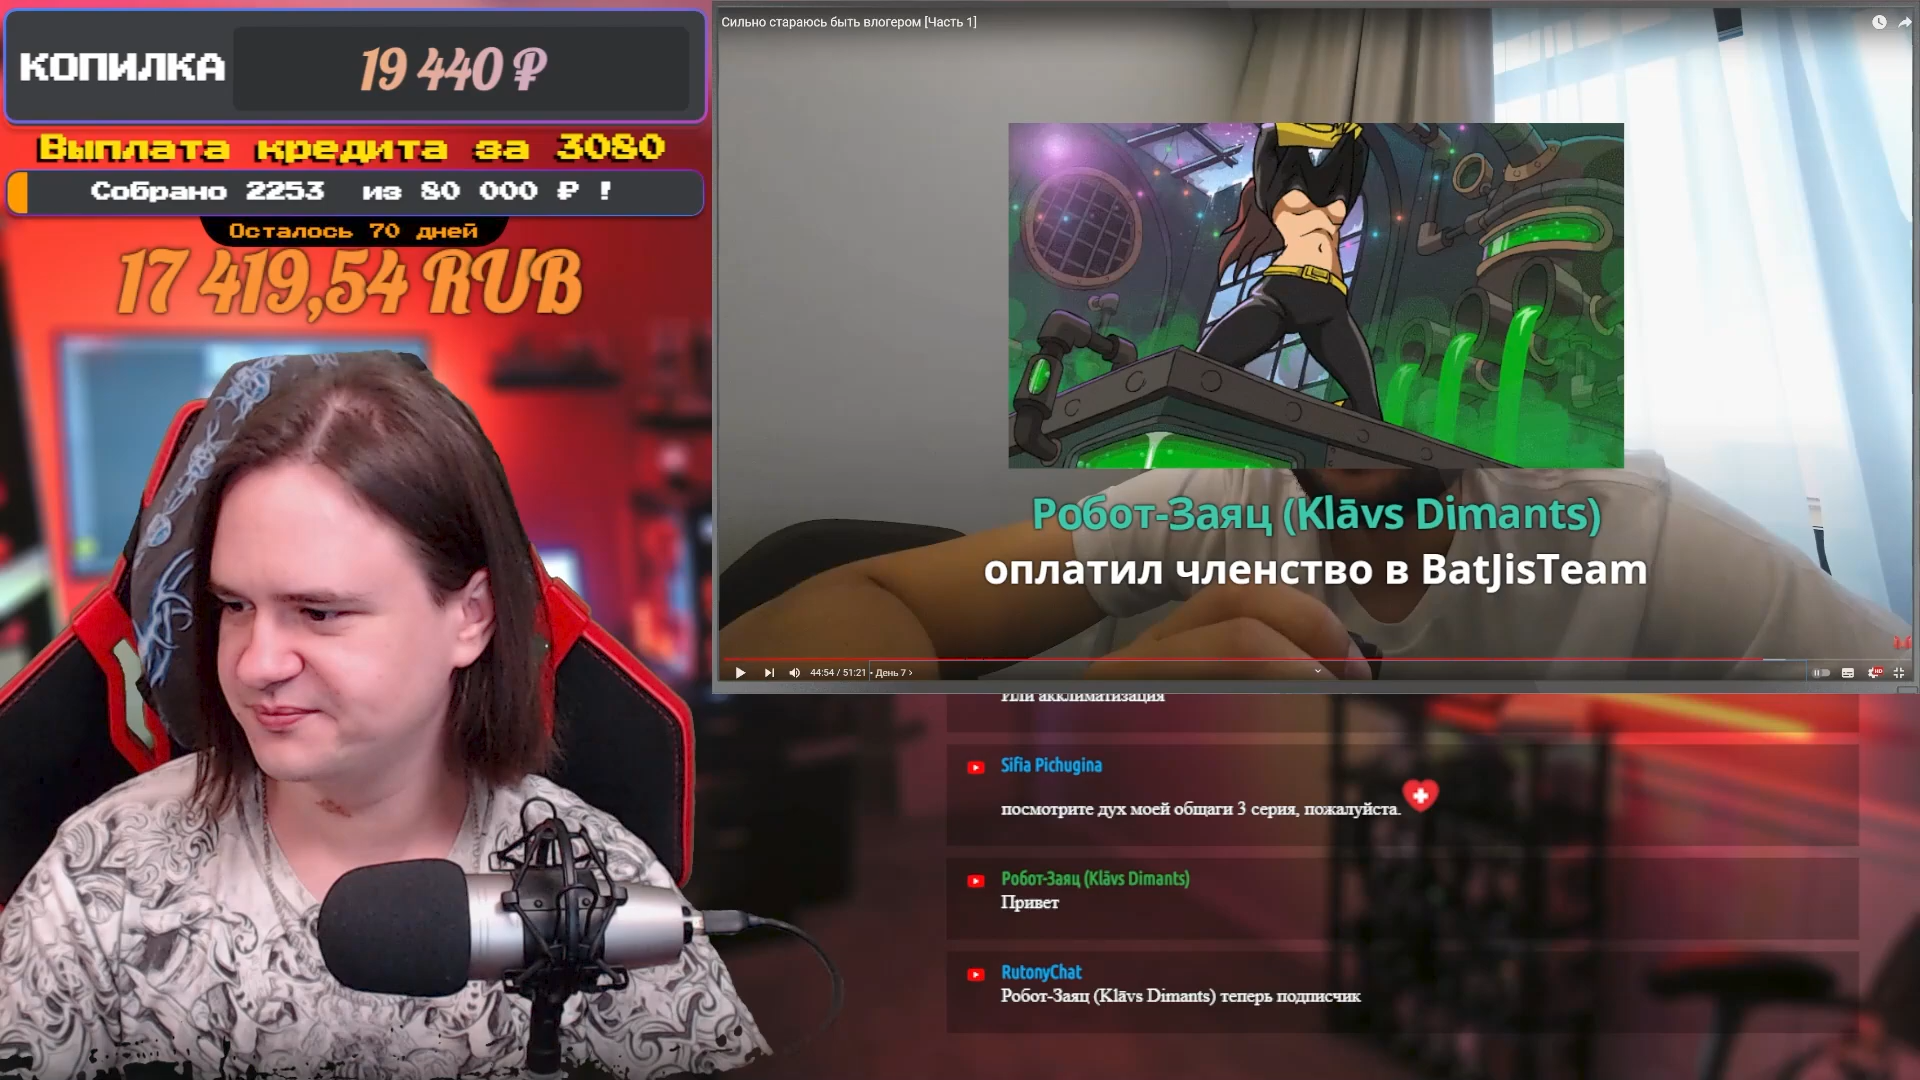 КОПИЛКА
19 440 ₽
Выплата кредита за 3080
Собрано 2253 из 80 000 ₽ !
Осталось 70 дней
17 419,54 RUB
Сильно стараюсь быть влогером [Часть 1]
Робот-Заяц (Klāvs Dimants)
оплатил членство в BatJisTeam
44:54 / 51:21 • День 7 ›
HD
Или акклиматизация
Sifia Pichugina
посмотрите дух моей общаги 3 серия, пожалуйста.
Робот-Заяц (Klāvs Dimants)
Привет
RutonyChat
Робот-Заяц (Klāvs Dimants) теперь подписчик